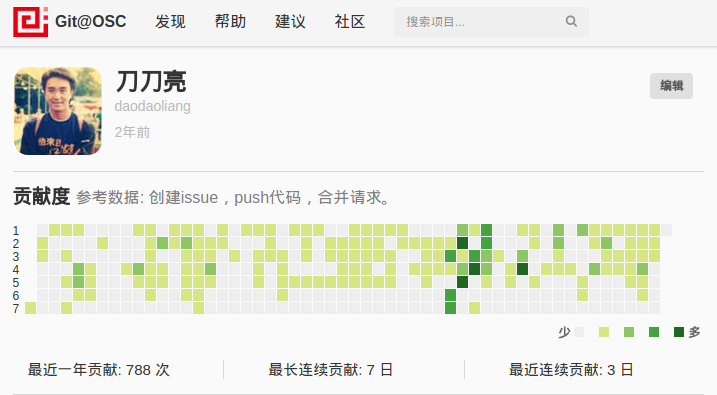 Git@OSC 发现 帮助 建议 社区 搜索项目...
刀刀亮 编辑
daodaoliang
2年前
贡献度 参考数据: 创建issue，push代码，合并请求。
1
2
3
4
5
6
7
少 多
最近一年贡献: 788 次 最长连续贡献: 7 日 最近连续贡献: 3 日